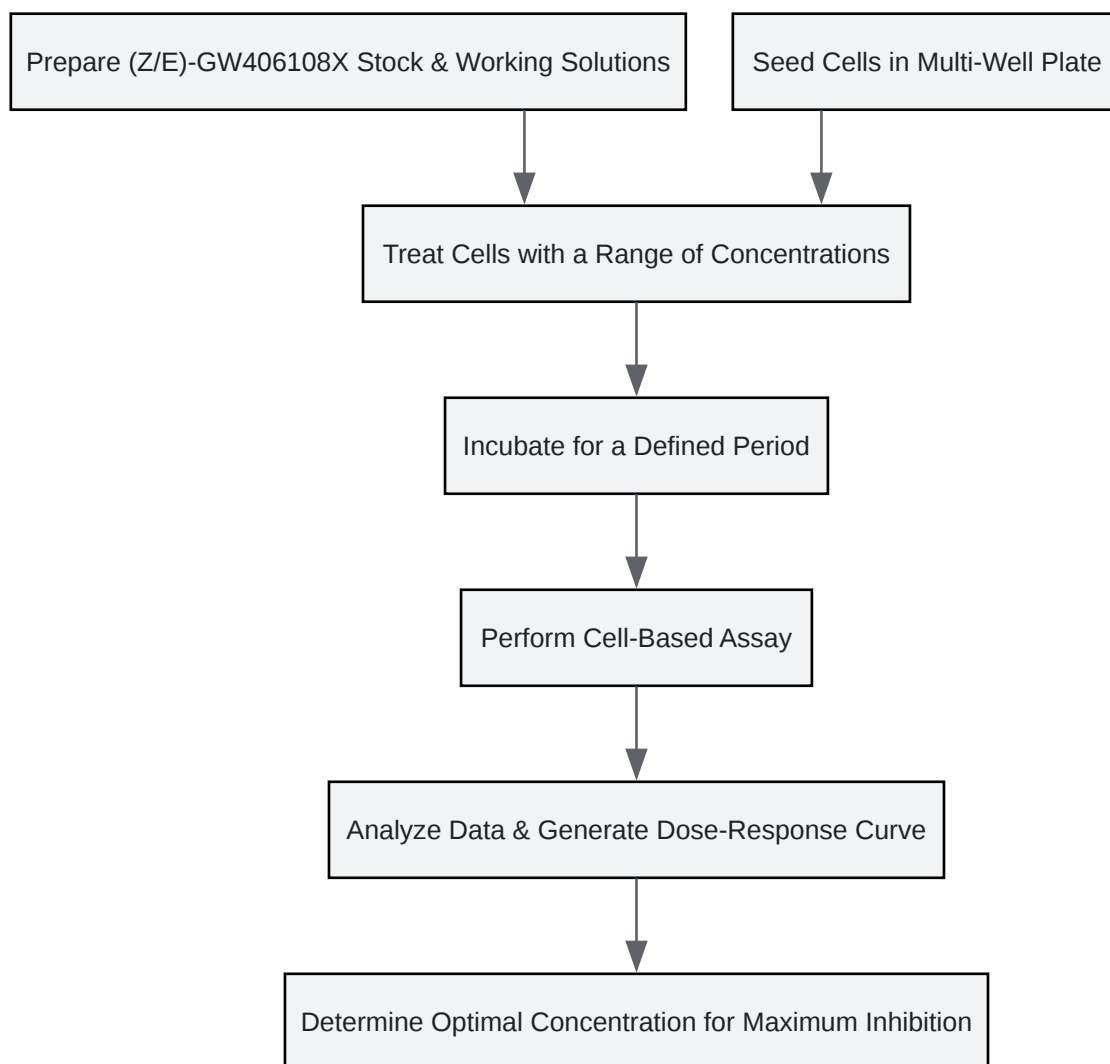 Prepare (Z/E)-GW406108X Stock & Working Solutions
Seed Cells in Multi-Well Plate
Treat Cells with a Range of Concentrations
Incubate for a Defined Period
Perform Cell-Based Assay
Analyze Data & Generate Dose-Response Curve
Determine Optimal Concentration for Maximum Inhibition